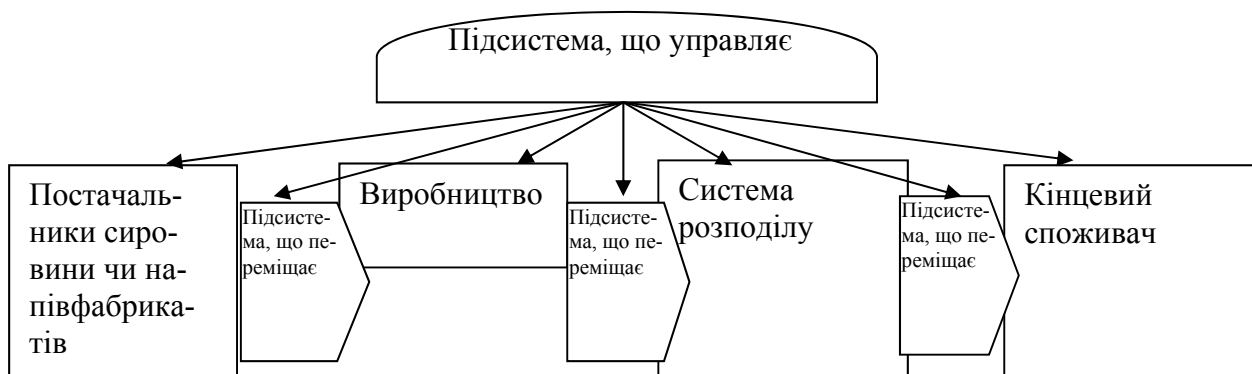 Підсистема, що управляє
Постачаль-
ники сиро-
вини чи на-
півфабрика-
тів
Підсисте-
ма, що пе-
реміщає
Виробництво
Підсисте-
ма, що пе-
реміщає
Система
розподілу
Підсисте-
ма, що пе-
реміщає
Кінцевий
споживач